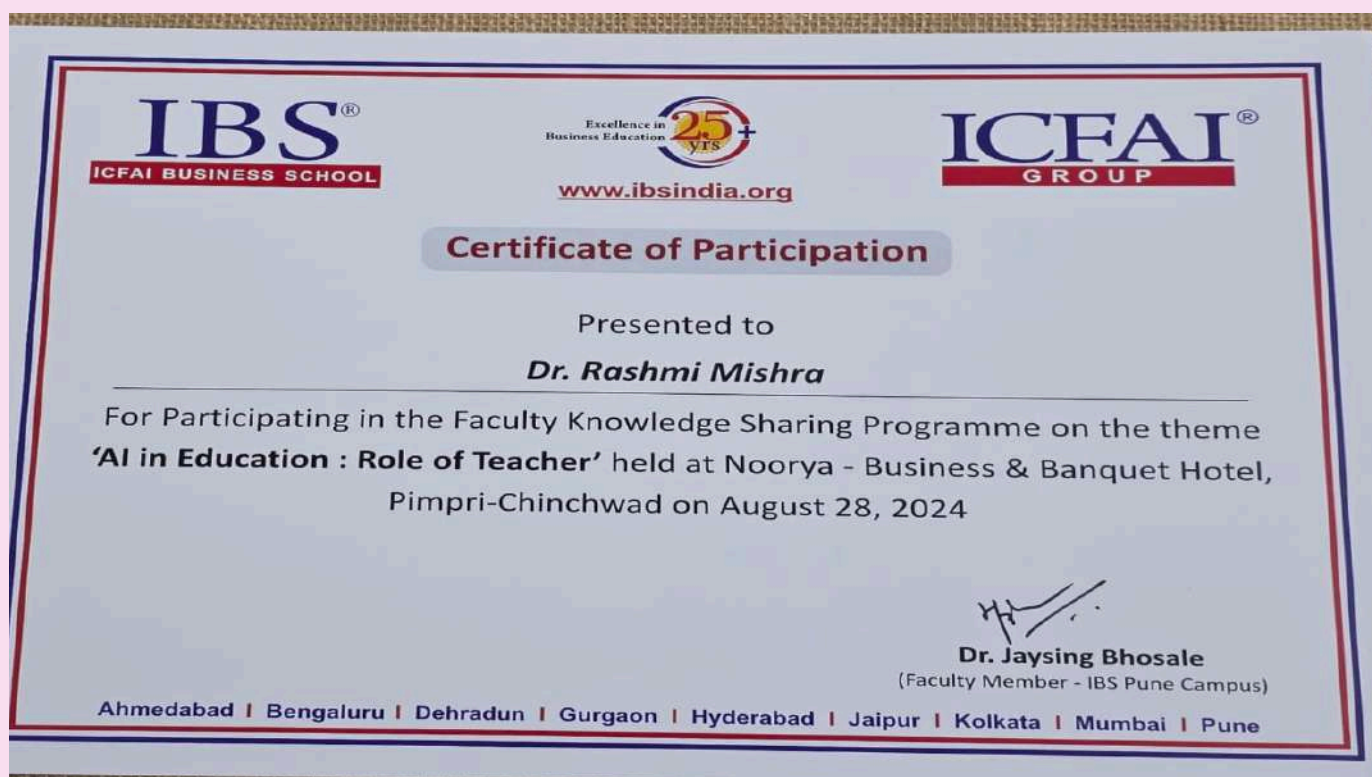 IBS®
ICFAI BUSINESS SCHOOL
Excellence in
Business Education
25+
yrs
www.ibsindia.org
ICFAI®
GROUP
Certificate of Participation
Presented to
Dr. Rashmi Mishra
For Participating in the Faculty Knowledge Sharing Programme on the theme
‘AI in Education : Role of Teacher’ held at Noorya - Business & Banquet Hotel,
Pimpri-Chinchwad on August 28, 2024
Dr. Jaysing Bhosale
(Faculty Member - IBS Pune Campus)
Ahmedabad I Bengaluru I Dehradun I Gurgaon I Hyderabad I Jaipur I Kolkata I Mumbai I Pune